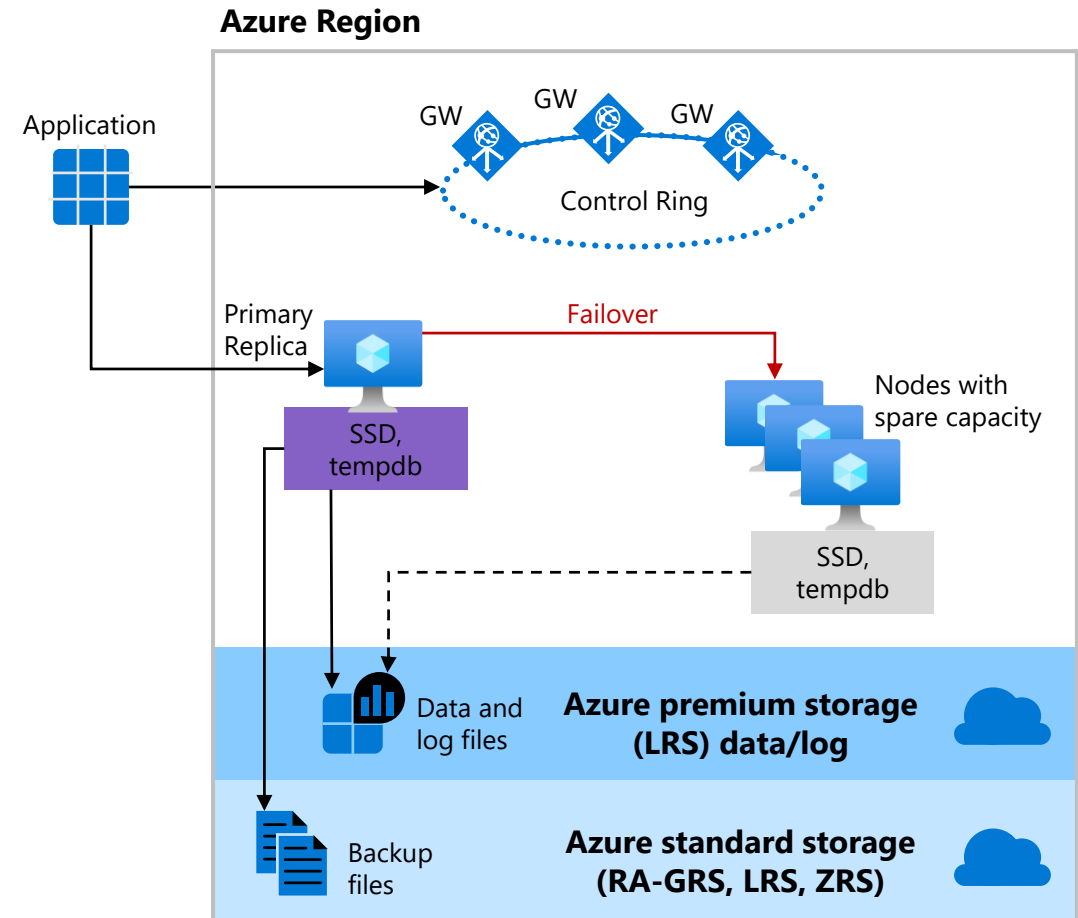 Azure Region
Application
GW
GW
GW
Control Ring
Primary
Replica
Failover
Nodes with
spare capacity
SSD,
tempdb
SSD,
tempdb
Data and
log files
Azure premium storage
(LRS) data/log
Backup
files
Azure standard storage
(RA-GRS, LRS, ZRS)